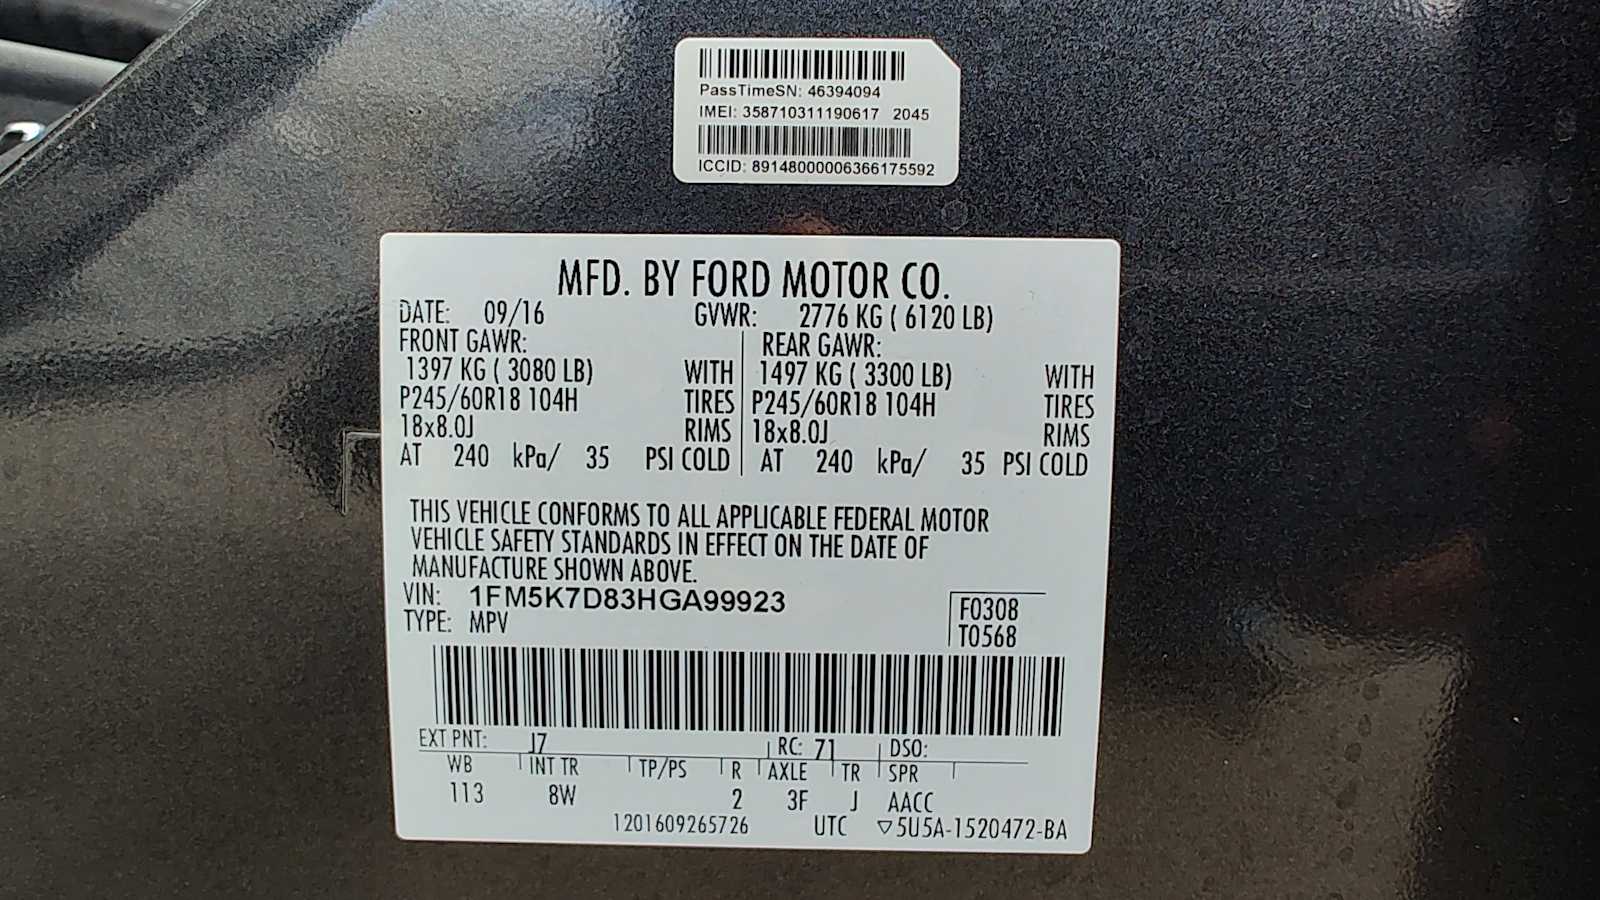 PassTimeSN: 46394094
IMEI: 358710311190617 2045
ICCID: 89148000006366175592
MFD. BY FORD MOTOR CO.
DATE: 09/16 GVWR: 2776 KG ( 6120 LB)
FRONT GAWR: REAR GAWR:
1397 KG ( 3080 LB) WITH 1497 KG ( 3300 LB) WITH
P245/60R18 104H TIRES P245/60R18 104H TIRES
18x8.0J RIMS 18x8.0J RIMS
AT 240 kPa/ 35 PSI COLD AT 240 kPa/ 35 PSI COLD
THIS VEHICLE CONFORMS TO ALL APPLICABLE FEDERAL MOTOR
VEHICLE SAFETY STANDARDS IN EFFECT ON THE DATE OF
MANUFACTURE SHOWN ABOVE.
VIN: 1FM5K7D83HGA99923 F0308
TYPE: MPV T0568
EXT PNT: J7 RC: 71 DSO:
WB INT TR TP/PS R AXLE TR SPR
113 8W 2 3F J AACC
1201609265726 UTC ▽5U5A-1520472-BA